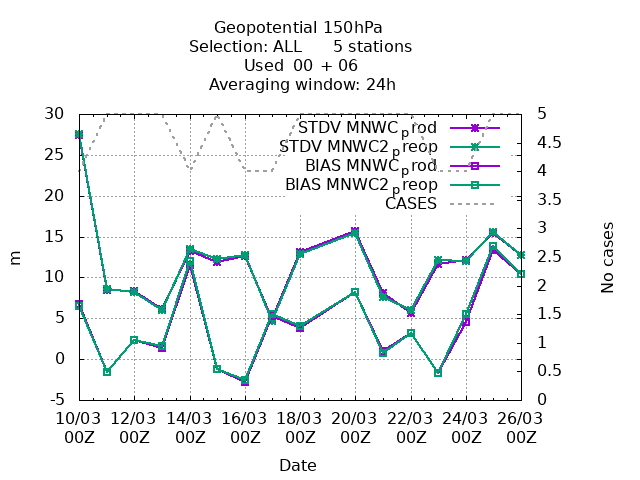 Geopotential 150hPa
Selection: ALL 5 stations
Used 00 + 06
Averaging window: 24h
30
25
20
15
10
5
0
-5
m
5
4.5
4
3.5
3
2.5
2
1.5
1
0.5
0
No cases
STDV MNWC_prod
STDV MNWC2_preop
BIAS MNWC_prod
BIAS MNWC2_preop
CASES
10/03 12/03 14/03 16/03 18/03 20/03 22/03 24/03 26/03
00Z 00Z 00Z 00Z 00Z 00Z 00Z 00Z 00Z
Date